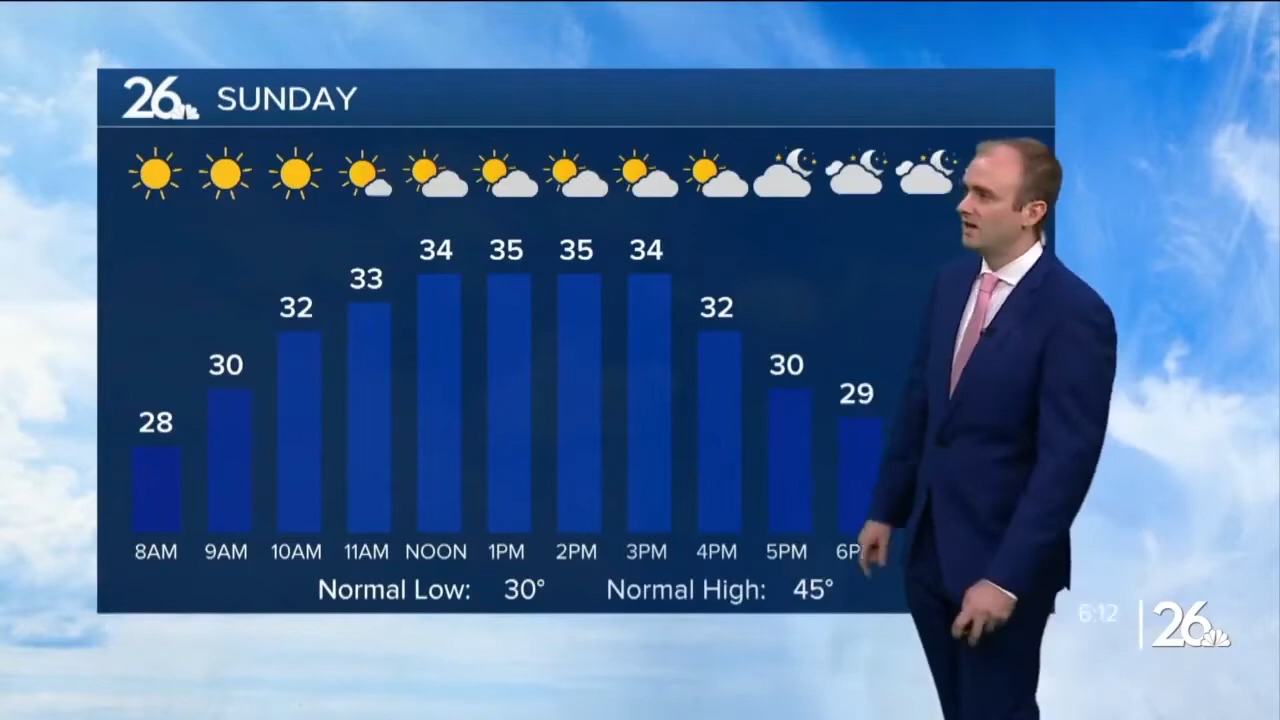 26 SUNDAY
34 35 35 34
33
32 32
30 30
29
28
8AM 9AM 10AM 11AM NOON 1PM 2PM 3PM 4PM 5PM 6P
Normal Low: 30° Normal High: 45°
6:12 26